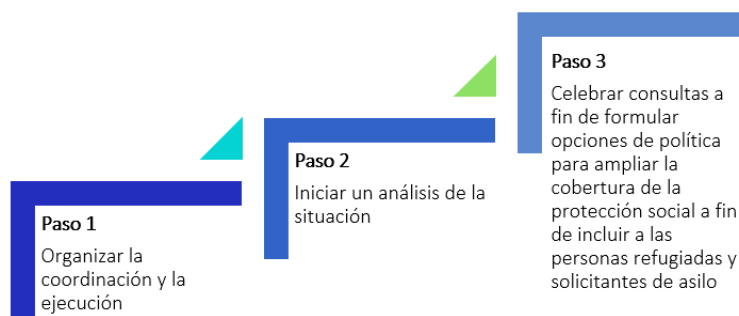 Paso 1
Organizar la
coordinación y la
ejecución
Paso 2
Iniciar un análisis de la
situación
Paso 3
Celebrar consultas a
fin de formular
opciones de política
para ampliar la
cobertura de la
protección social a fin
de incluir a las
personas refugiadas y
solicitantes de asilo